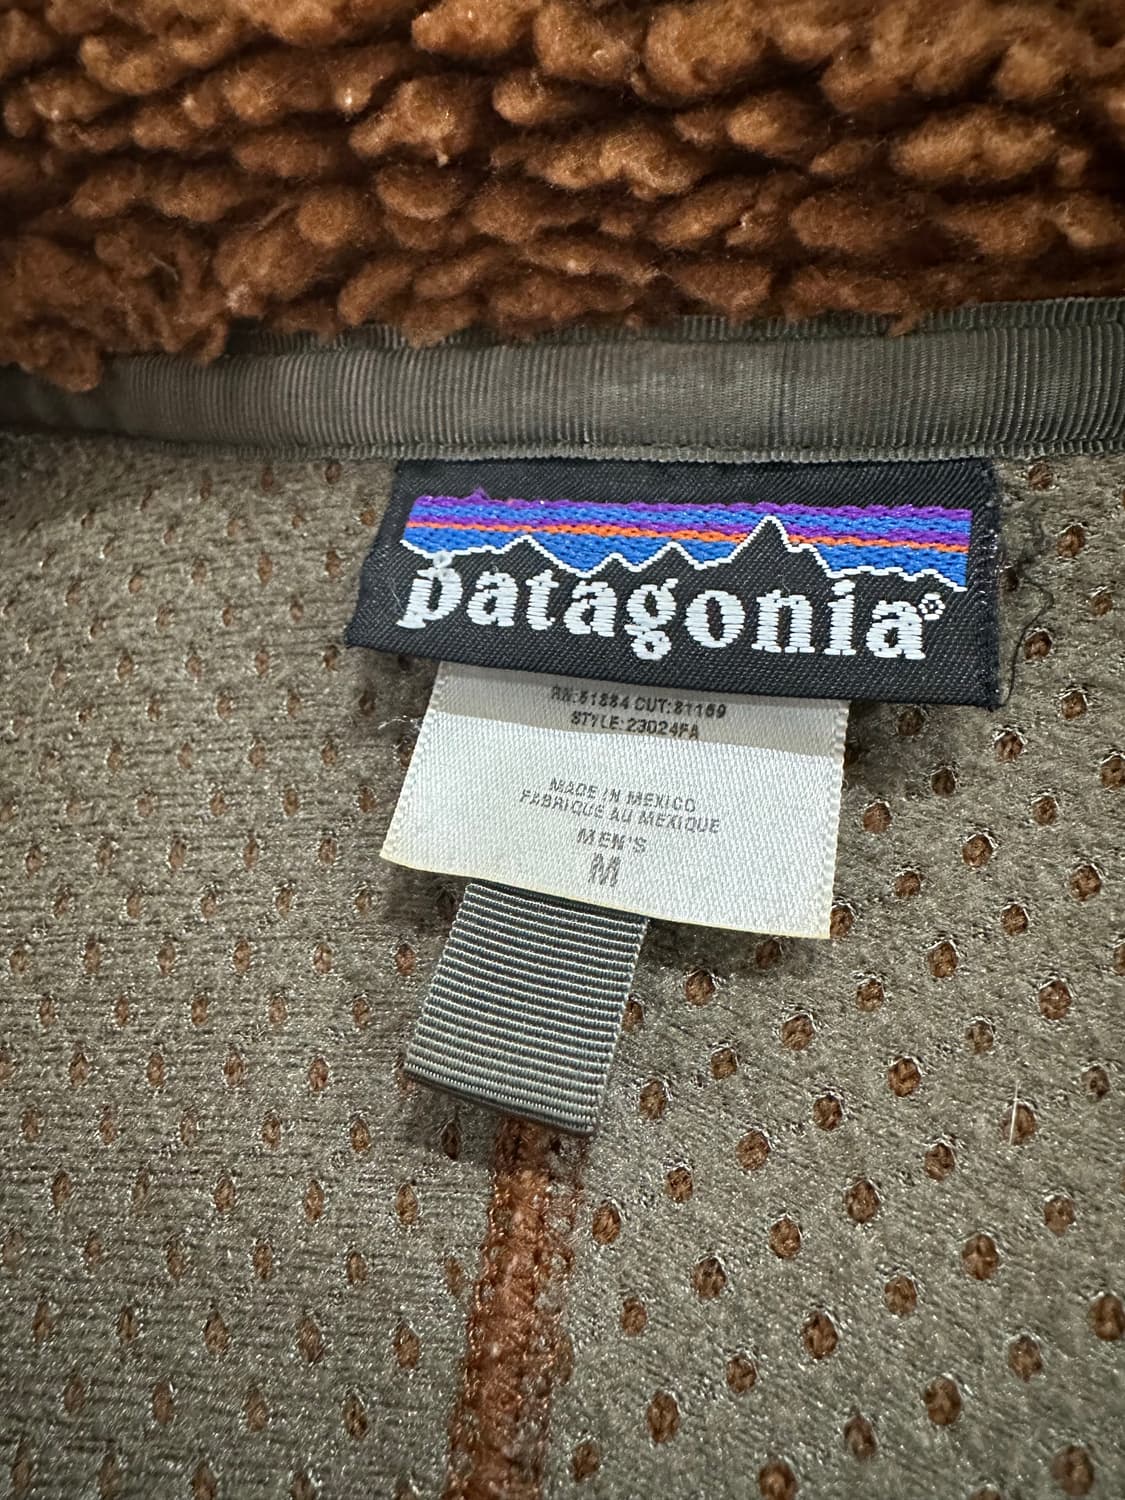 patagonia®
RN:51884 CUT:81169
STYLE:23024FA
MADE IN MEXICO
FABRIQUE AU MEXIQUE
MEN'S
M